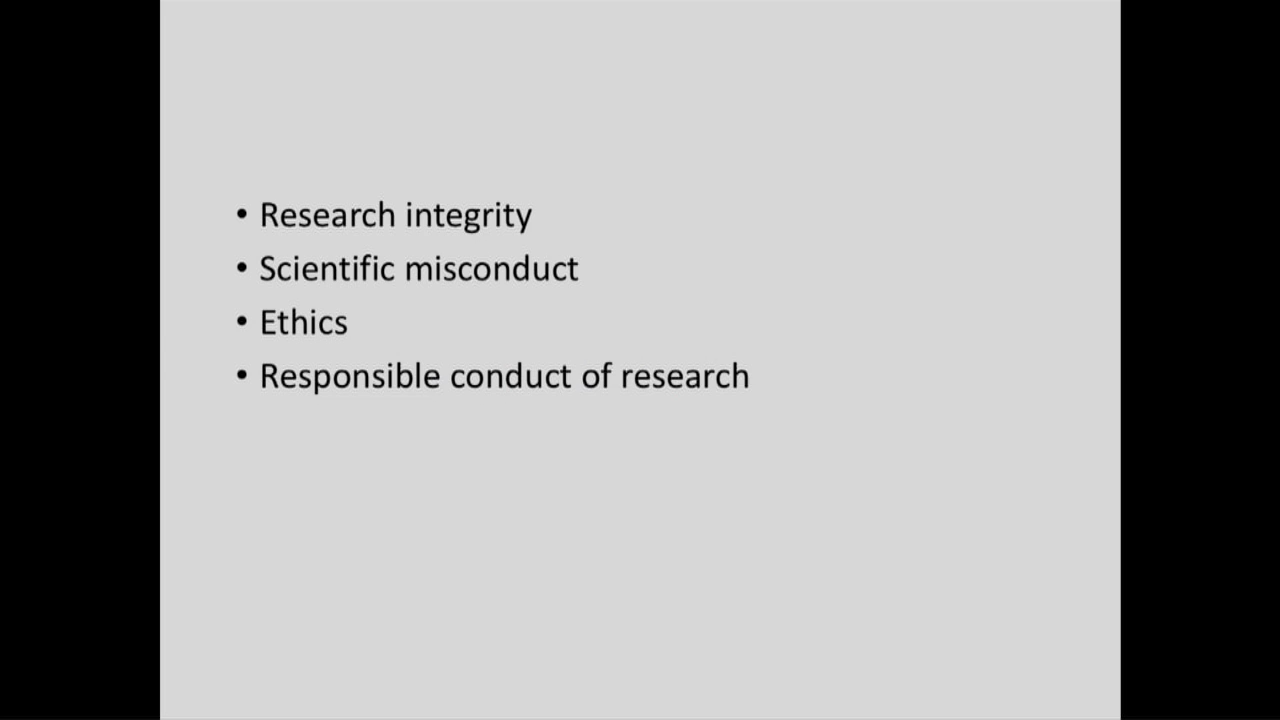 • Research integrity
• Scientific misconduct
• Ethics
• Responsible conduct of research